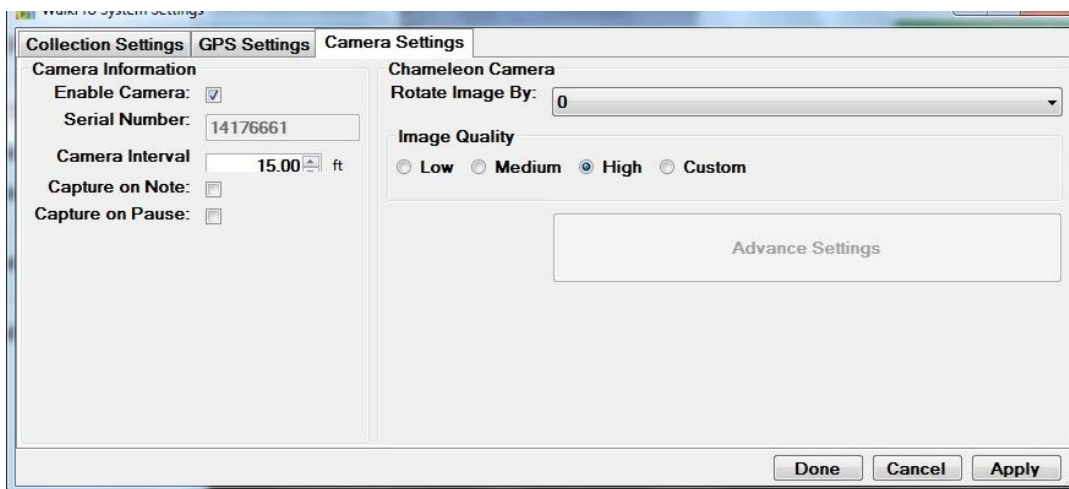 System Settings
Collection Settings GPS Settings Camera Settings
Camera Information
Enable Camera:
Serial Number: 14176661
Camera Interval 15.00 ft
Capture on Note:
Capture on Pause:
Chameleon Camera
Rotate Image By: 0
Image Quality
Low Medium High Custom
Advance Settings
Done Cancel Apply